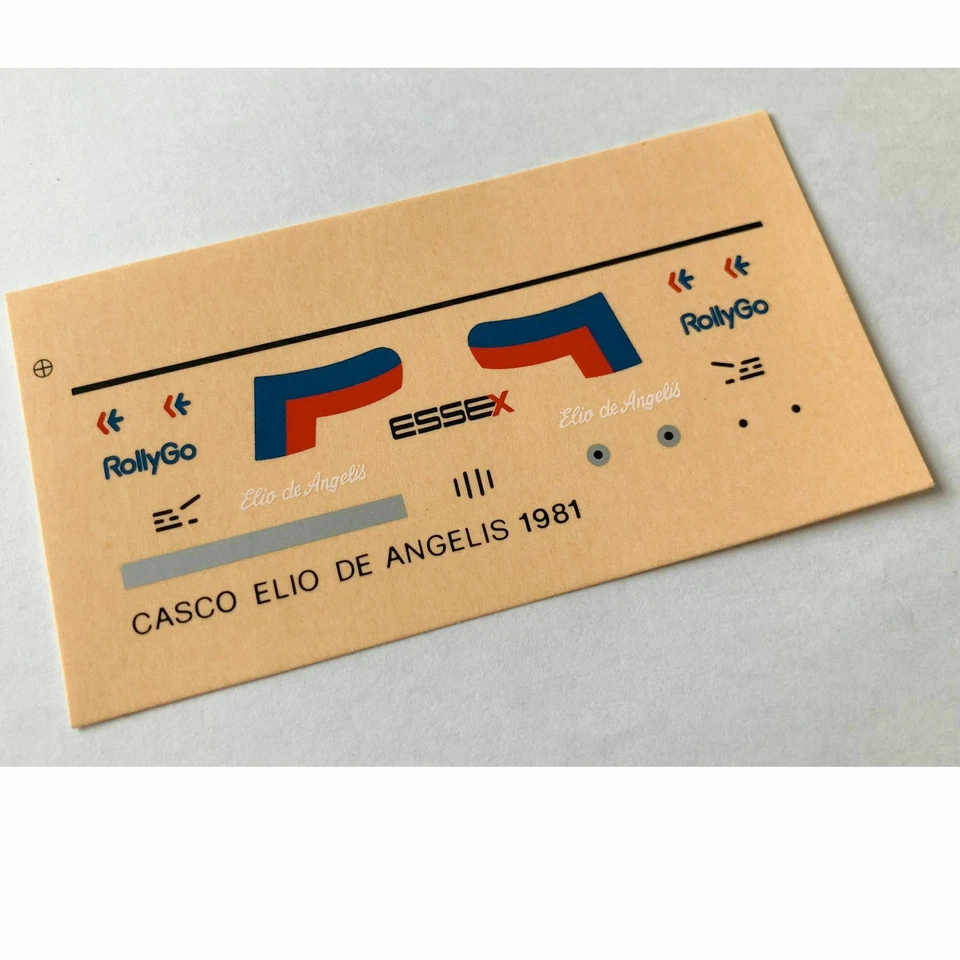 RollyGo
RollyGo
ESSEX
Elio de Angelis
Elio de Angelis
CASCO ELIO DE ANGELIS 1981